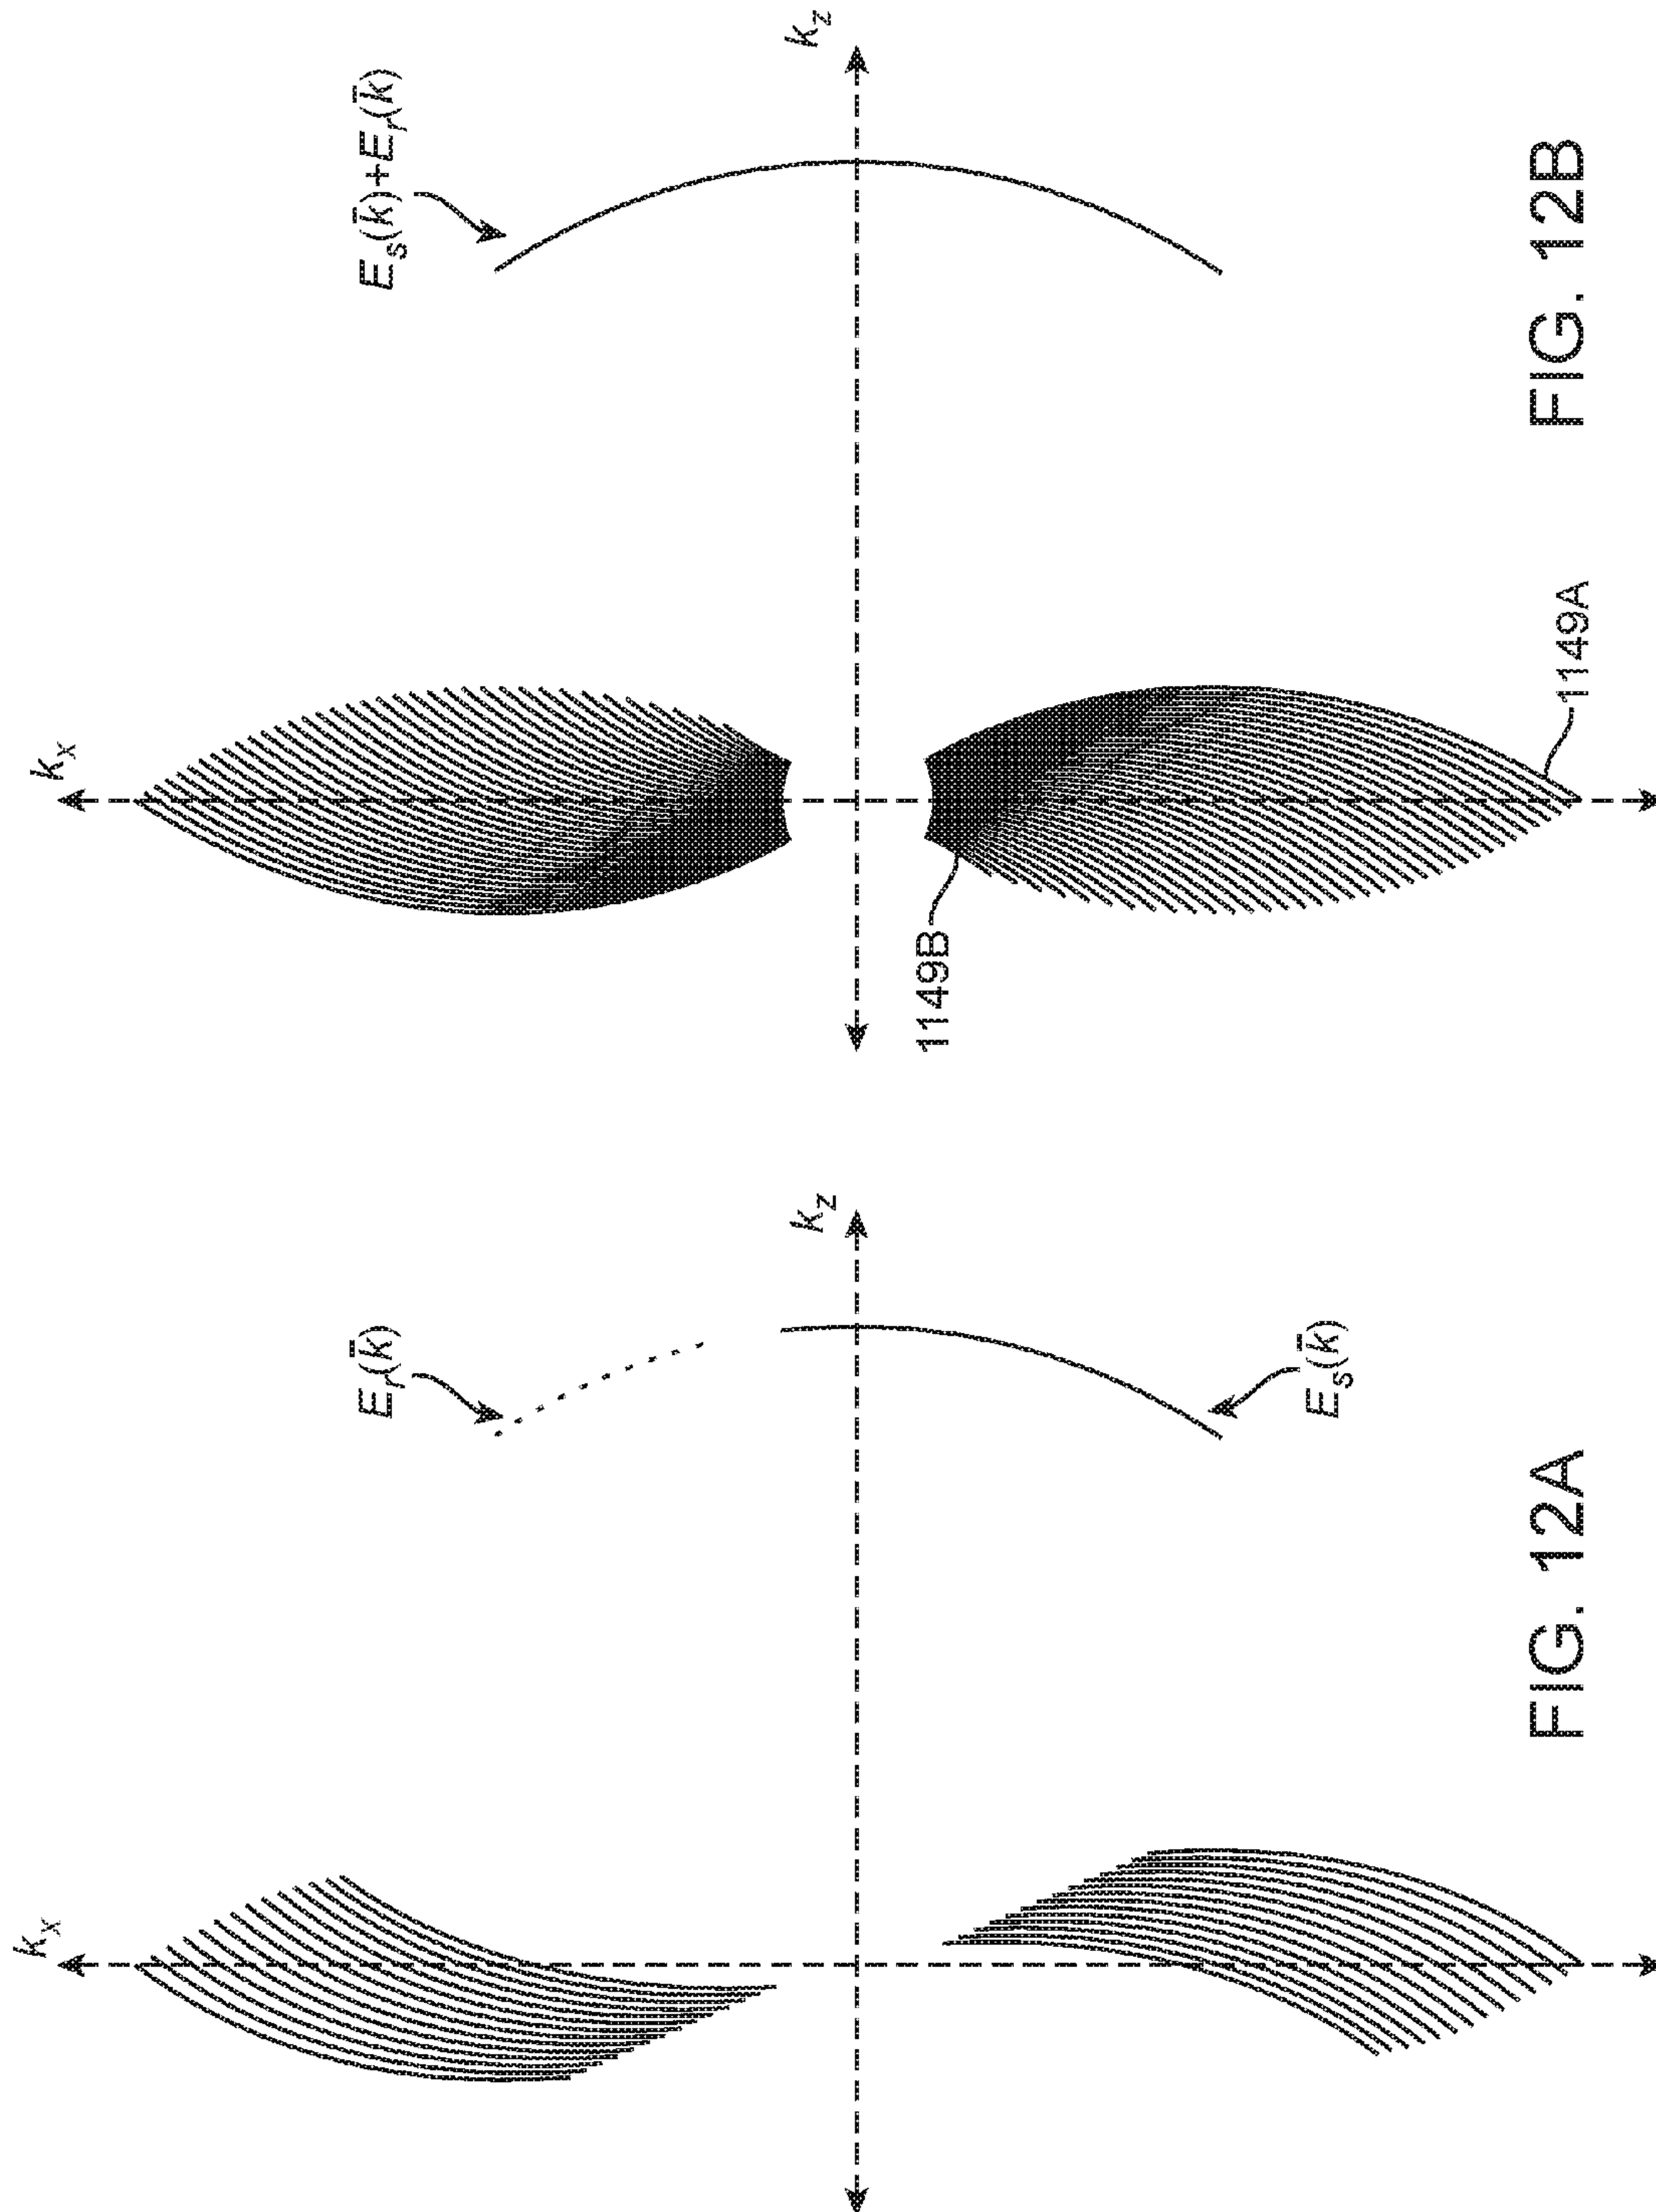 k_x
k_z
E_r(k̄)
E_s(k̄)
FIG. 12A
k_x
k_z
E_s(k̄)+E_r(k̄)
1149B
1149A
FIG. 12B